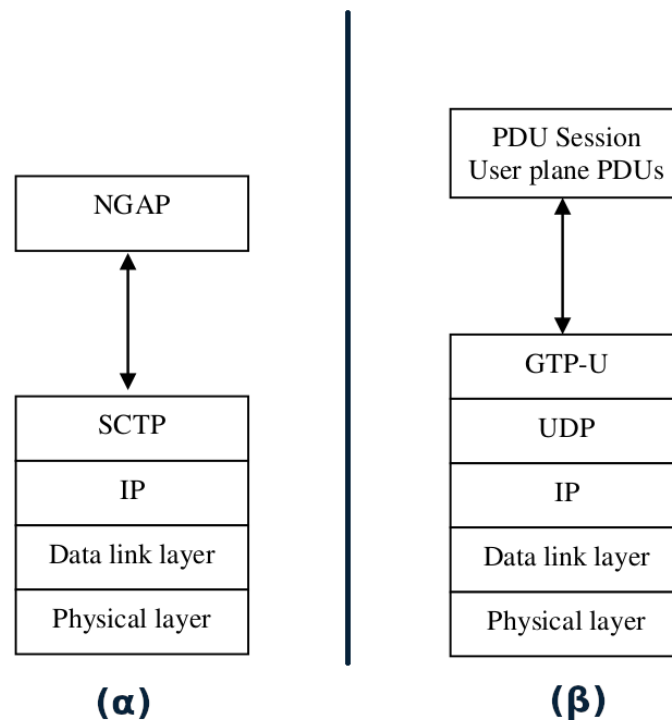 NGAP
SCTP
IP
Data link layer
Physical layer
(α)
PDU Session
User plane PDUs
GTP-U
UDP
IP
Data link layer
Physical layer
(β)